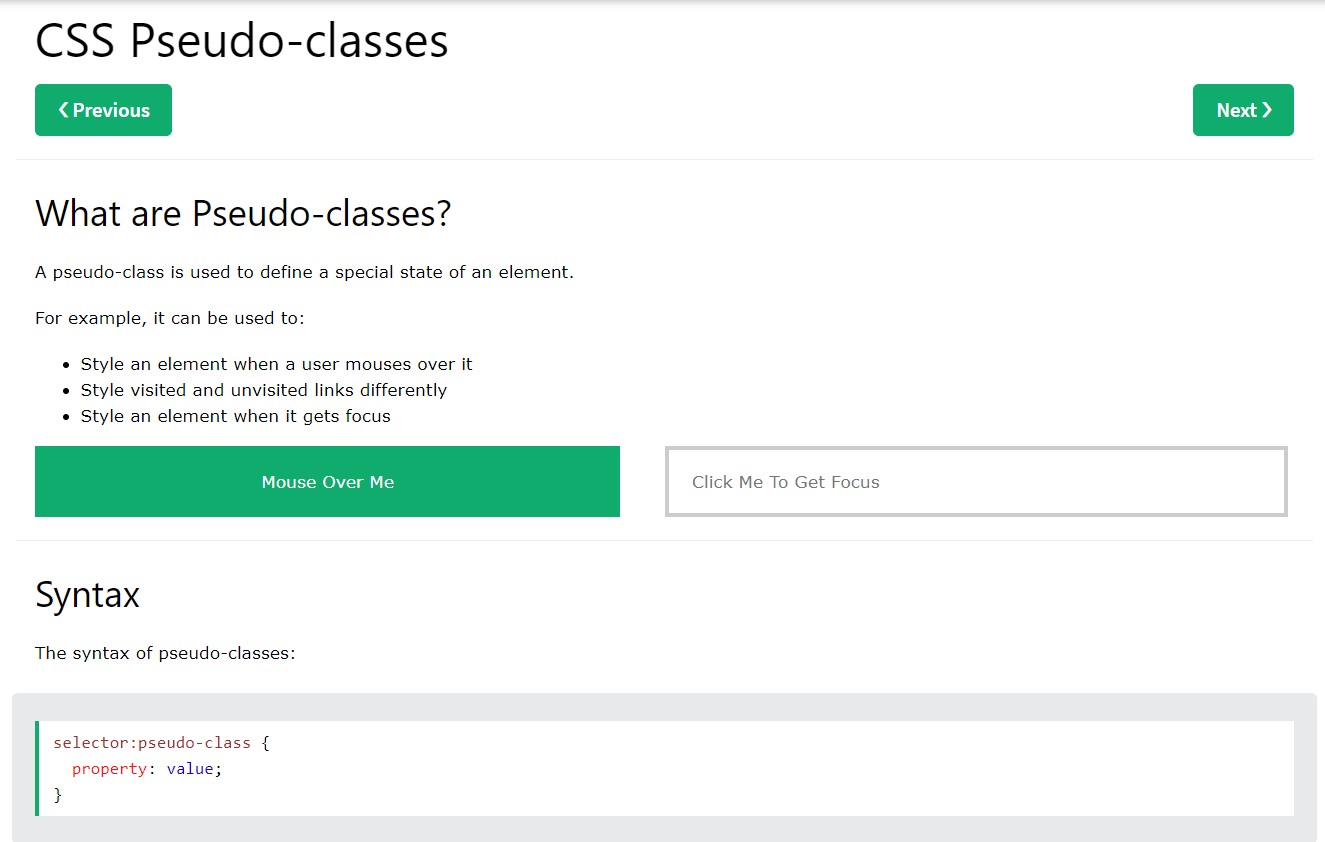 CSS Pseudo-classes
❮ Previous
Next ❯
What are Pseudo-classes?
A pseudo-class is used to define a special state of an element.
For example, it can be used to:
• Style an element when a user mouses over it
• Style visited and unvisited links differently
• Style an element when it gets focus
Mouse Over Me
Click Me To Get Focus
Syntax
The syntax of pseudo-classes:
selector:pseudo-class {
  property: value;
}